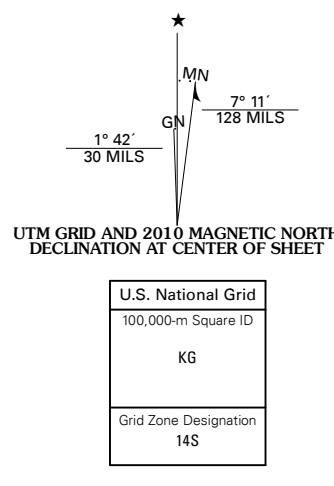 ★
MN
GN
7° 11´
128 MILS
1° 42´
30 MILS
UTM GRID AND 2010 MAGNETIC NORTH
DECLINATION AT CENTER OF SHEET
U.S. National Grid
100,000-m Square ID
KG
Grid Zone Designation
14S